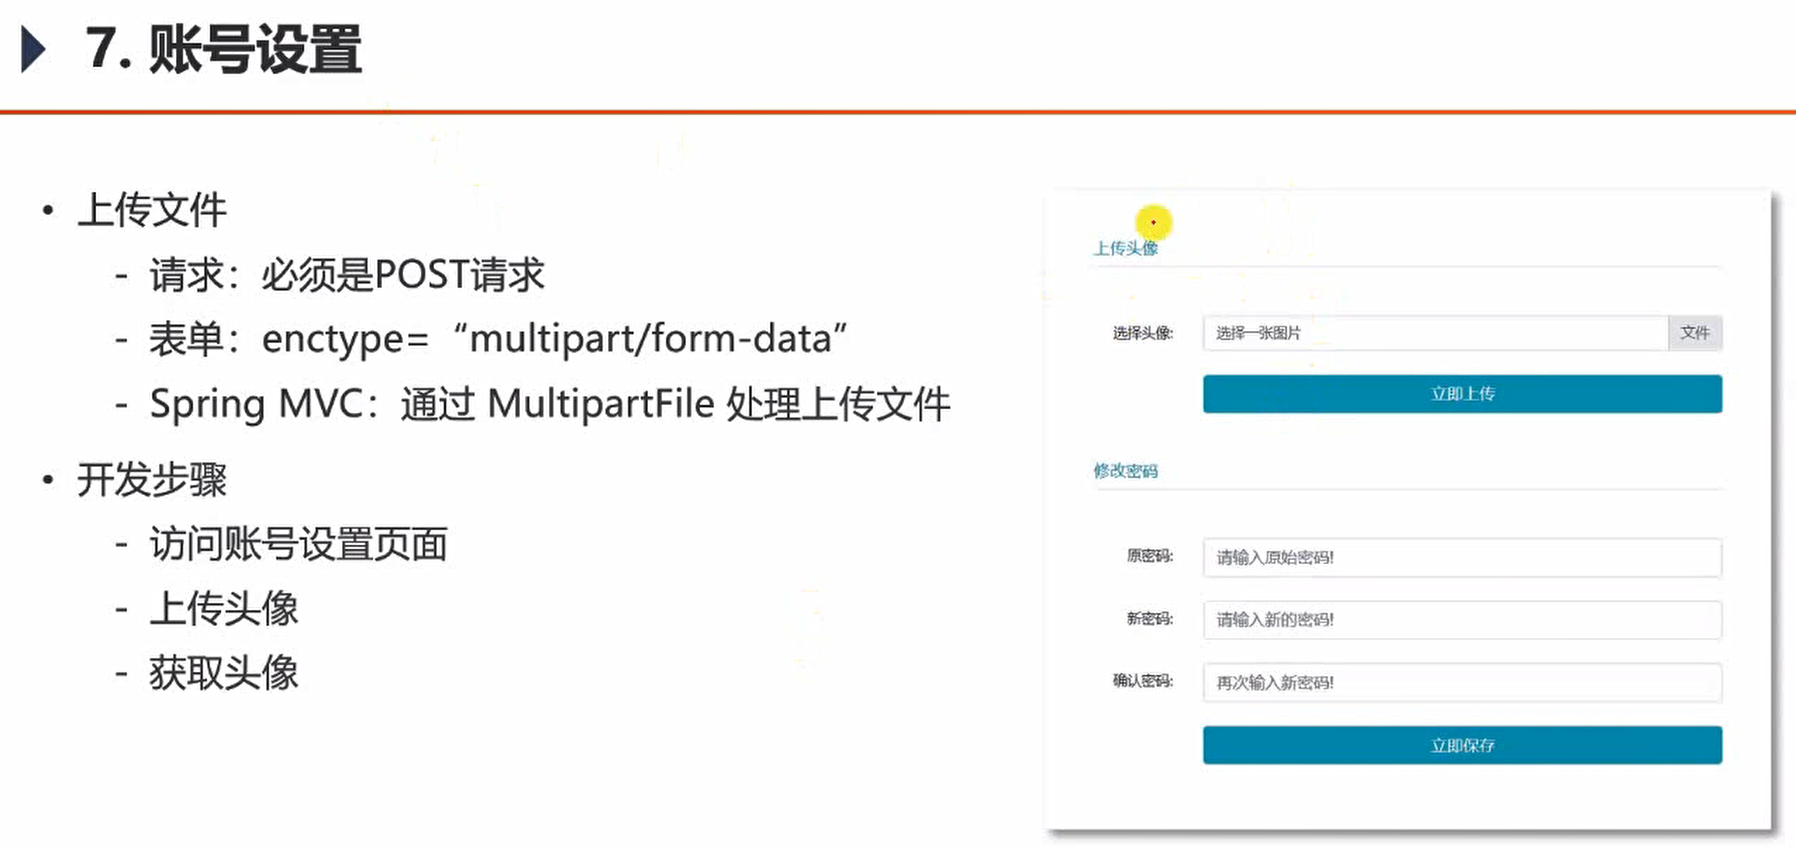 7. 账号设置
• 上传文件
- 请求：必须是POST请求
- 表单：enctype=“multipart/form-data”
- Spring MVC：通过 MultipartFile 处理上传文件
• 开发步骤
- 访问账号设置页面
- 上传头像
- 获取头像
上传头像
选择头像: 选择一张图片 文件
立即上传
修改密码
原密码: 请输入原始密码!
新密码: 请输入新的密码!
确认密码: 再次输入新密码!
立即保存